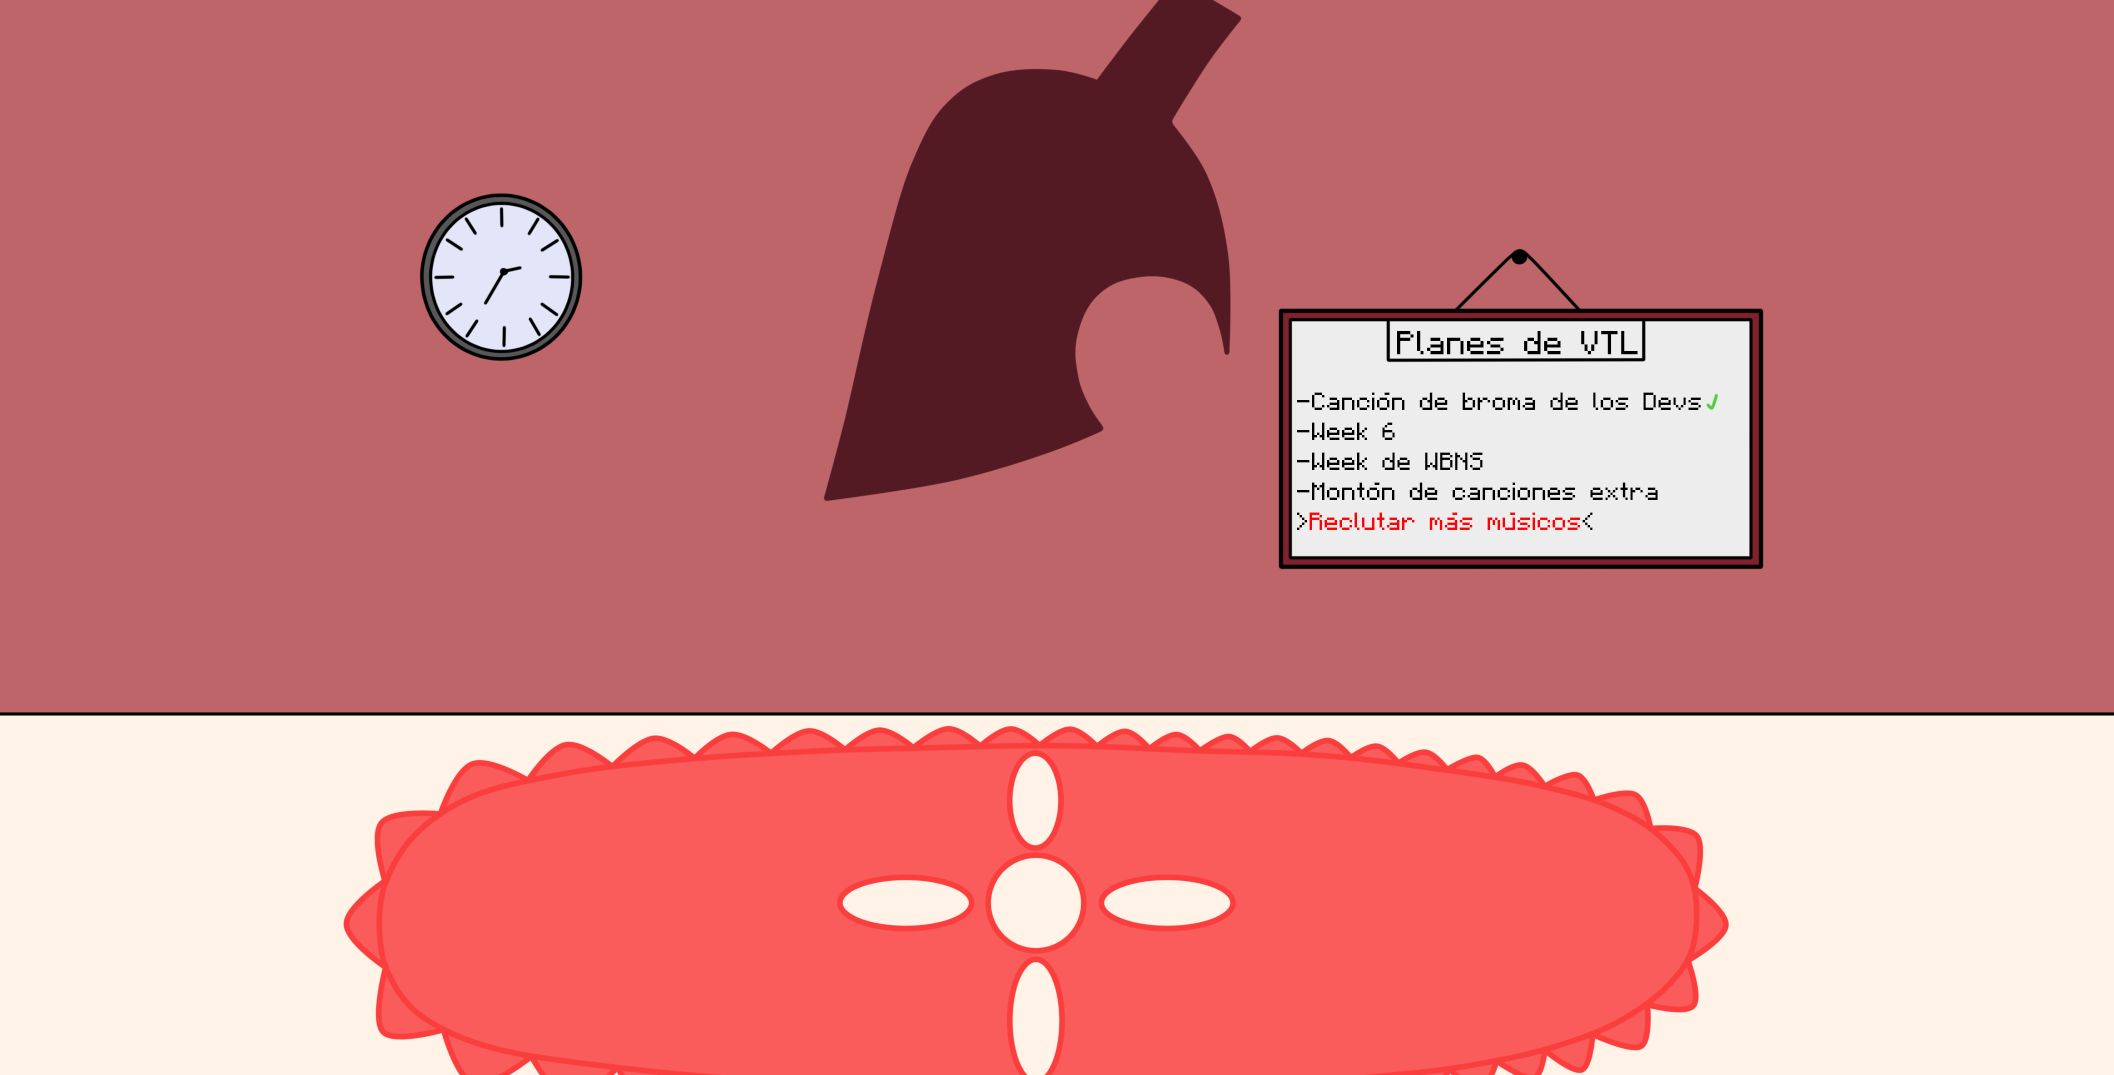 Planes de VTL
-Canción de broma de los Devs✓
-Week 6
-Week de WBNS
-Montón de canciones extra
>Reclutar más músicos<